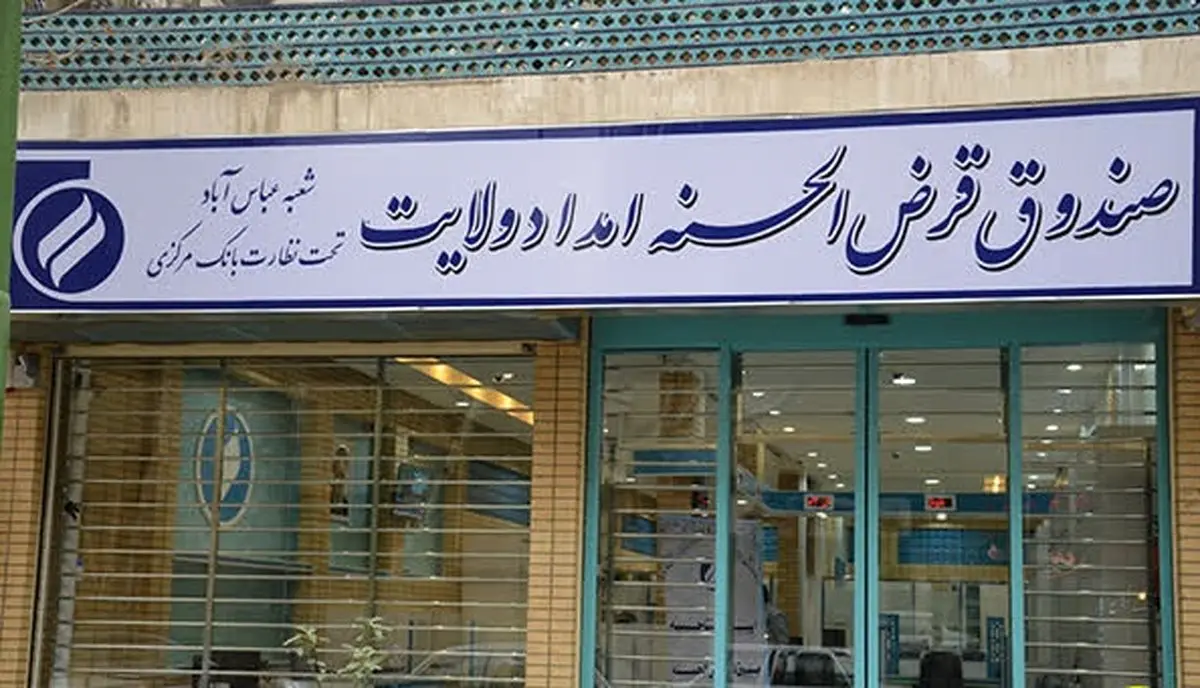 صندوق قرض الحسنه امداد ولایت
شعبه عباس آباد
تحت نظارت بانک مرکزی